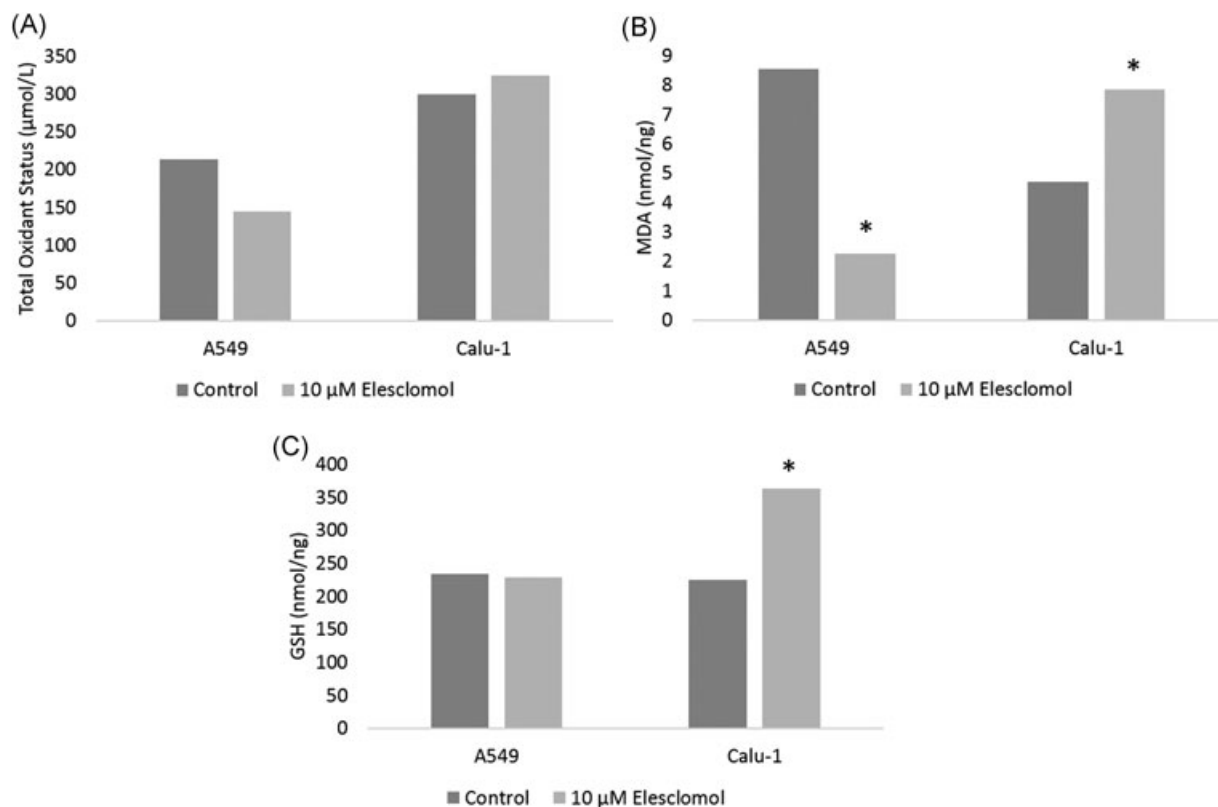 (A)
Total Oxidant Status (µmol/L)
350
300
250
200
150
100
50
0
A549 Calu-1
Control 10 µM Elesclomol
(B)
MDA (nmol/ng)
9
8
7
6
5
4
3
2
1
0
*
*
A549 Calu-1
Control 10 µM Elesclomol
(C)
GSH (nmol/ng)
400
350
300
250
200
150
100
50
0
*
A549 Calu-1
Control 10 µM Elesclomol